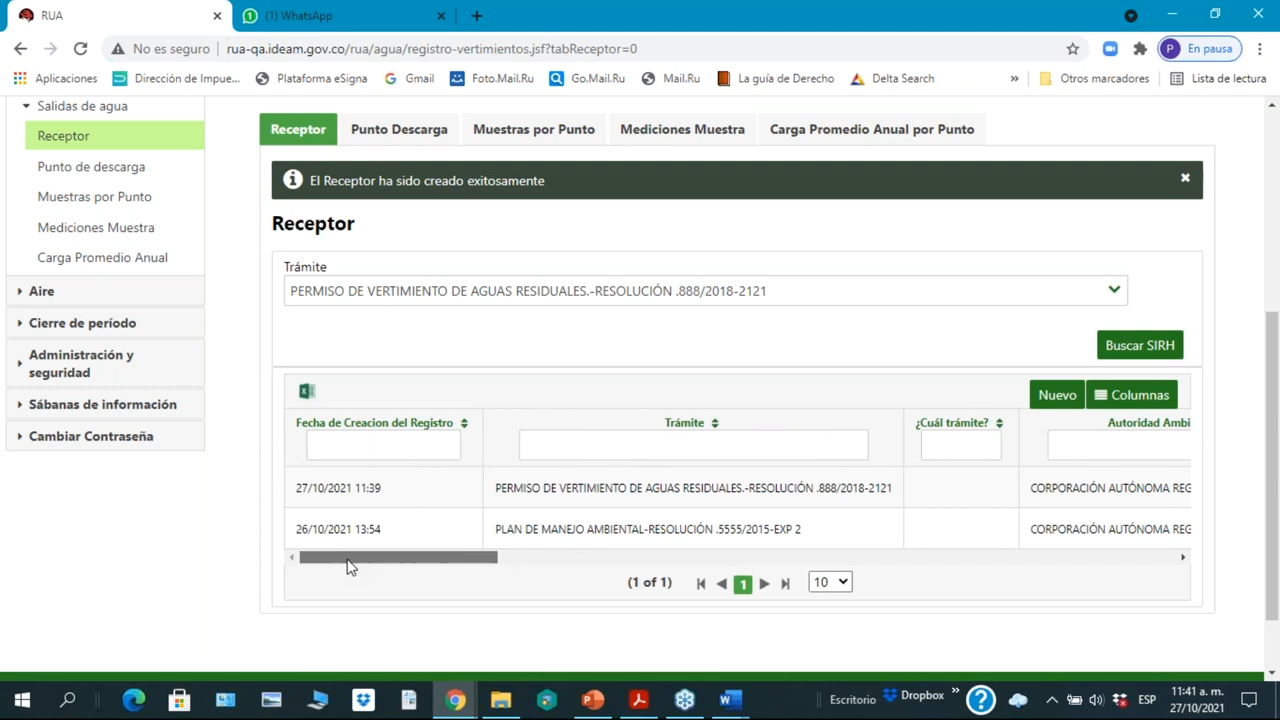 RUA
(1) WhatsApp
No es seguro
rua-qa.ideam.gov.co/rua/agua/registro-vertimientos.jsf?tabReceptor=0
P En pausa
Aplicaciones
Dirección de Impue...
Plataforma eSigna
Gmail
Foto.Mail.Ru
Go.Mail.Ru
Mail.Ru
La guía de Derecho
Delta Search
»
Otros marcadores
Lista de lectura
Salidas de agua
Receptor
Punto de descarga
Muestras por Punto
Mediciones Muestra
Carga Promedio Anual
Aire
Cierre de período
Administración y
seguridad
Sábanas de información
Cambiar Contraseña
Receptor
Punto Descarga
Muestras por Punto
Mediciones Muestra
Carga Promedio Anual por Punto
El Receptor ha sido creado exitosamente
Receptor
Trámite
PERMISO DE VERTIMIENTO DE AGUAS RESIDUALES.-RESOLUCIÓN .888/2018-2121
Buscar SIRH
Nuevo
Columnas
Fecha de Creacion del Registro
Trámite
¿Cuál trámite?
Autoridad Ambi
27/10/2021 11:39
PERMISO DE VERTIMIENTO DE AGUAS RESIDUALES.-RESOLUCIÓN .888/2018-2121
CORPORACIÓN AUTÓNOMA REG
26/10/2021 13:54
PLAN DE MANEJO AMBIENTAL-RESOLUCIÓN .5555/2015-EXP 2
CORPORACIÓN AUTÓNOMA REG
(1 of 1)
1
10
Escritorio
Dropbox
»
ESP
11:41 a. m.
27/10/2021